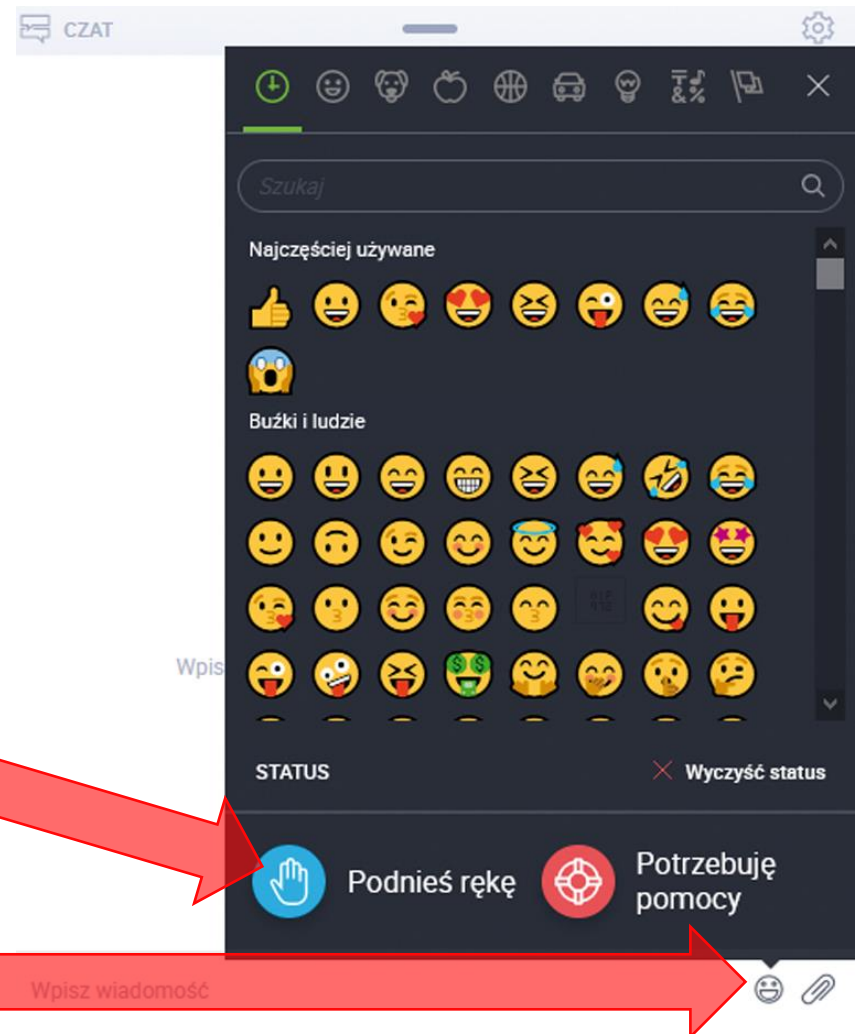 CZAT
Szukaj
Najczęściej używane
Buźki i ludzie
Wpis
STATUS
Wyczyść status
Podnieś rękę
Potrzebuję
pomocy
Wpisz wiadomość